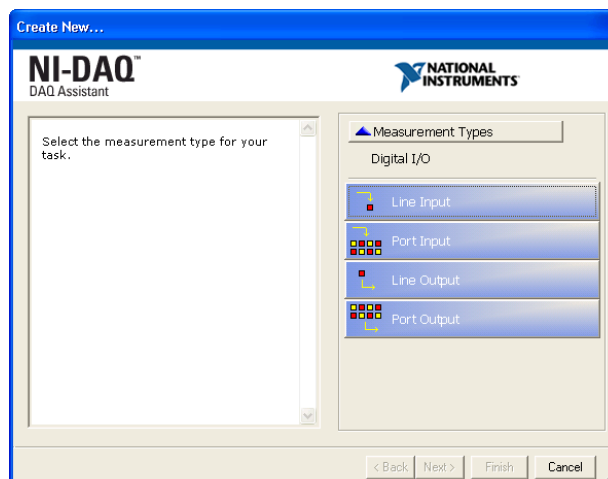 Create New...
NI-DAQ™
DAQ Assistant
NATIONAL
INSTRUMENTS
Select the measurement type for your
task.
Measurement Types
Digital I/O
Line Input
Port Input
Line Output
Port Output
< Back
Next >
Finish
Cancel